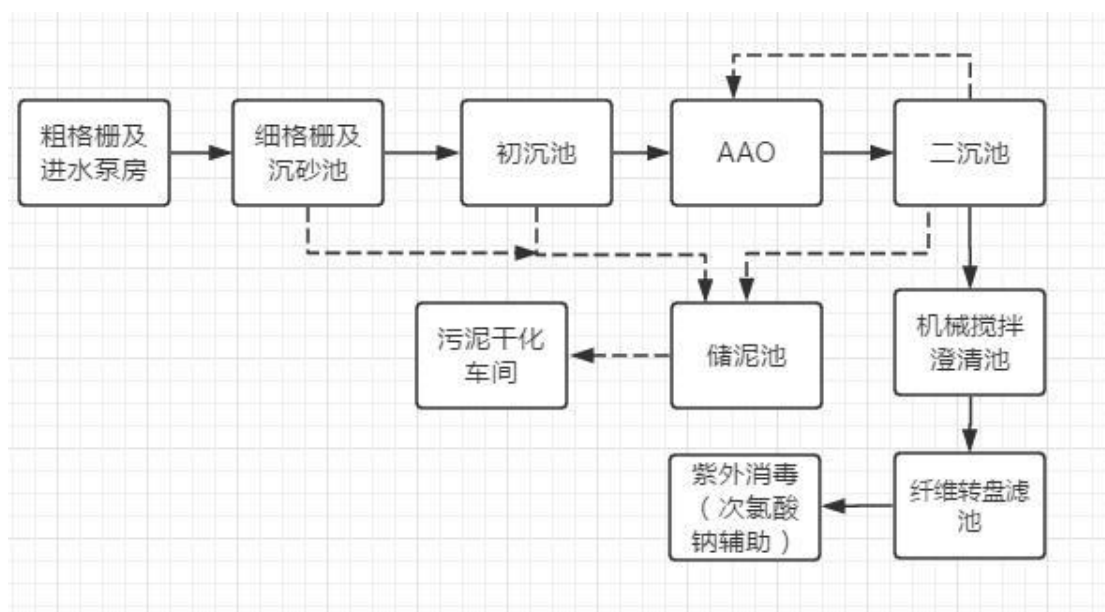 粗格栅及
进水泵房
细格栅及
沉砂池
初沉池
AAO
二沉池
污泥干化
车间
储泥池
机械搅拌
澄清池
紫外消毒
（次氯酸
钠辅助）
纤维转盘滤
池